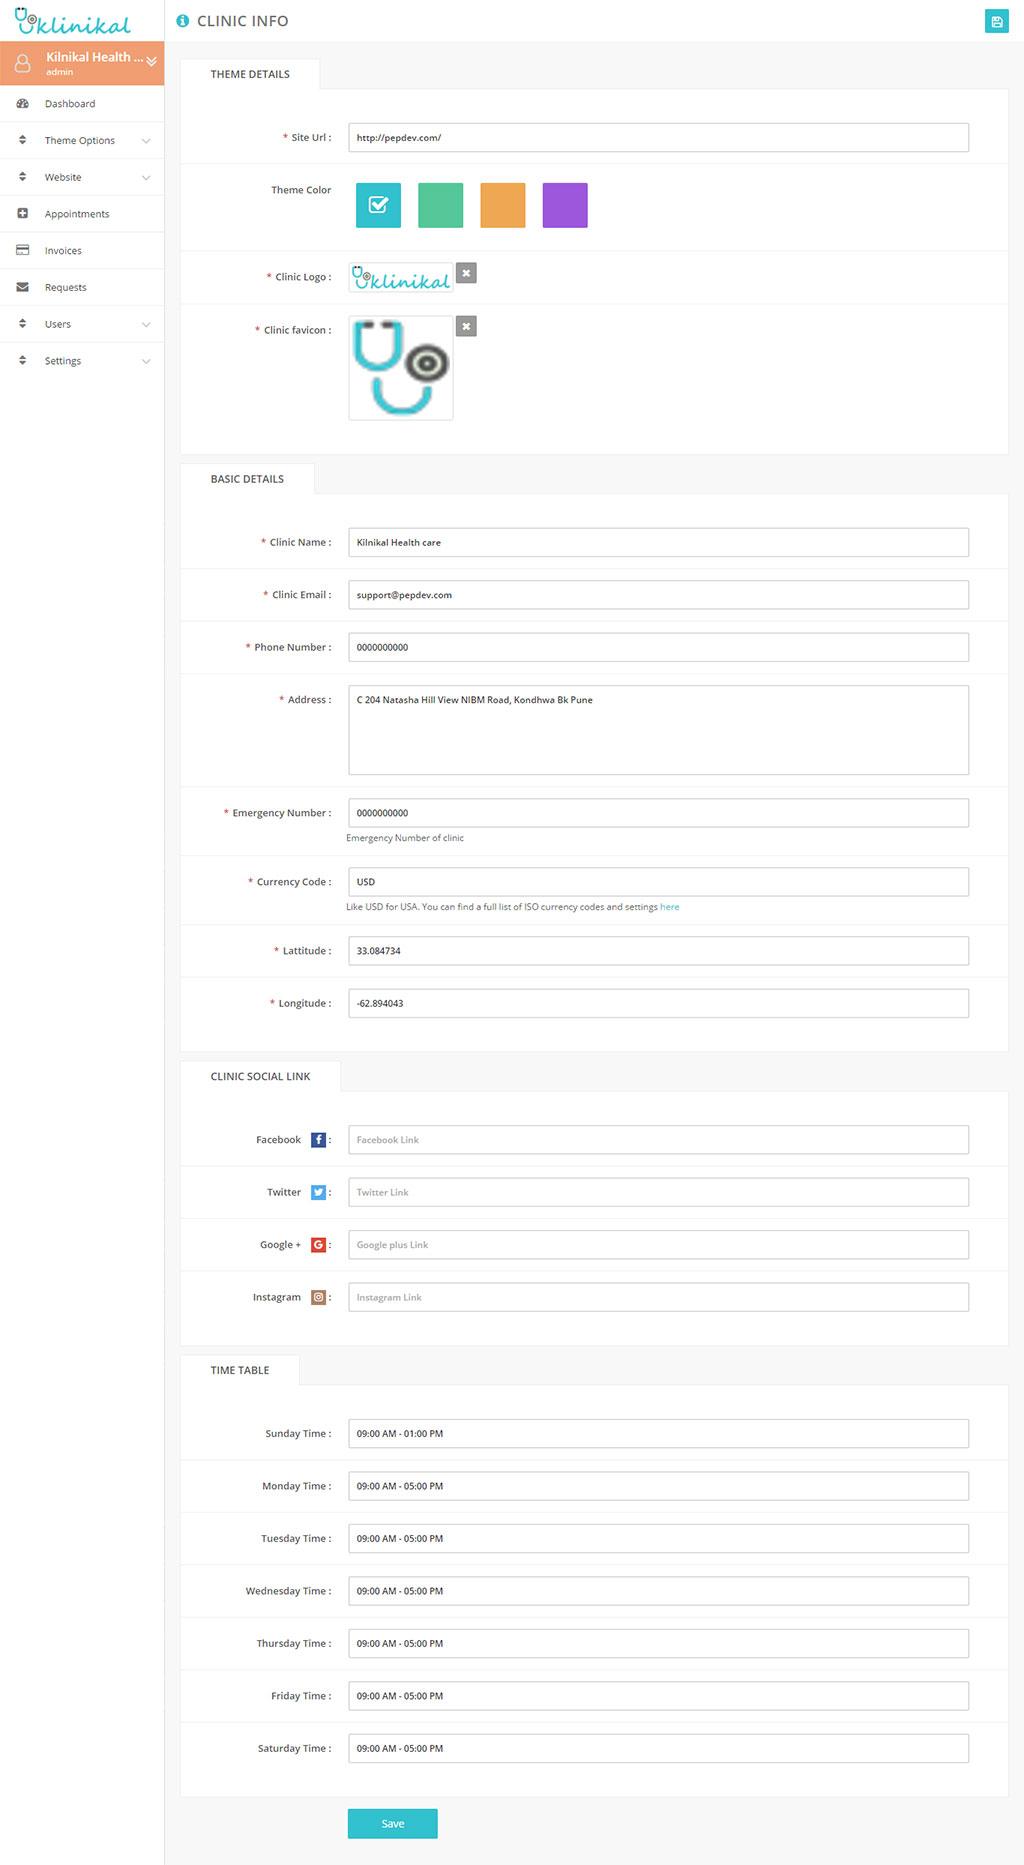 klinikal
CLINIC INFO
Kilnikal Health ...
admin
Dashboard
Theme Options
Website
Appointments
Invoices
Requests
Users
Settings
THEME DETAILS
* Site Url : http://pepdev.com/
Theme Color
* Clinic Logo : klinikal
* Clinic favicon :
BASIC DETAILS
* Clinic Name : Kilnikal Health care
* Clinic Email : support@pepdev.com
* Phone Number : 0000000000
* Address : C 204 Natasha Hill View NIBM Road, Kondhwa Bk Pune
* Emergency Number : 0000000000
Emergency Number of clinic
* Currency Code : USD
Like USD for USA. You can find a full list of ISO currency codes and settings here
* Lattitude : 33.084734
* Longitude : -62.894043
CLINIC SOCIAL LINK
Facebook : Facebook Link
Twitter : Twitter Link
Google + : Google plus Link
Instagram : Instagram Link
TIME TABLE
Sunday Time : 09:00 AM - 01:00 PM
Monday Time : 09:00 AM - 05:00 PM
Tuesday Time : 09:00 AM - 05:00 PM
Wednesday Time : 09:00 AM - 05:00 PM
Thursday Time : 09:00 AM - 05:00 PM
Friday Time : 09:00 AM - 05:00 PM
Saturday Time : 09:00 AM - 05:00 PM
Save